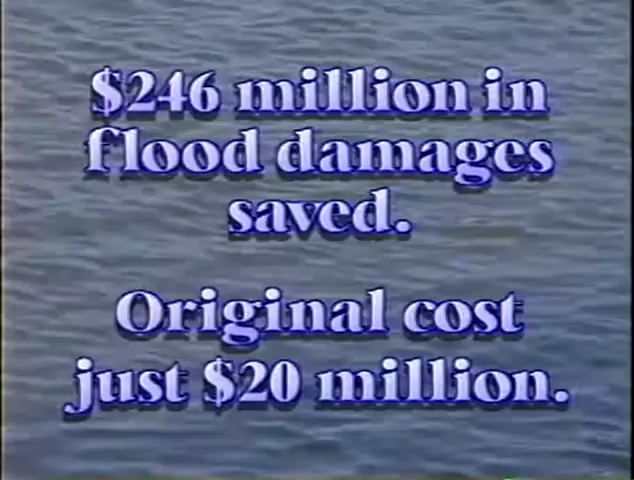 $246 million in
flood damages
saved.
Original cost
just $20 million.